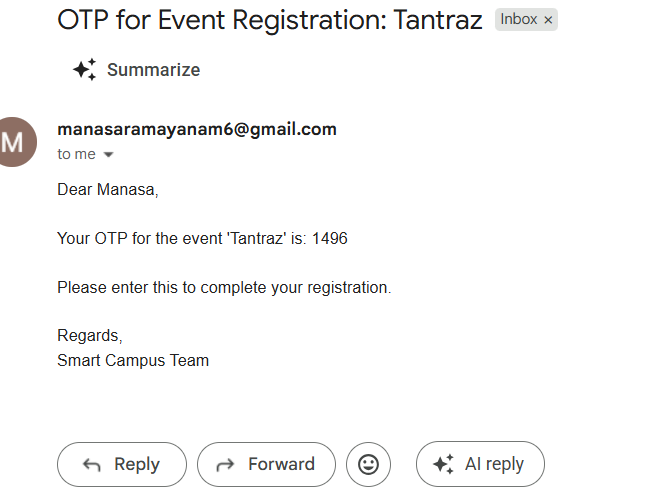 OTP for Event Registration: Tantraz Inbox ×
Summarize
M
manasaramayanam6@gmail.com
to me
Dear Manasa,
Your OTP for the event 'Tantraz' is: 1496
Please enter this to complete your registration.
Regards,
Smart Campus Team
Reply Forward AI reply